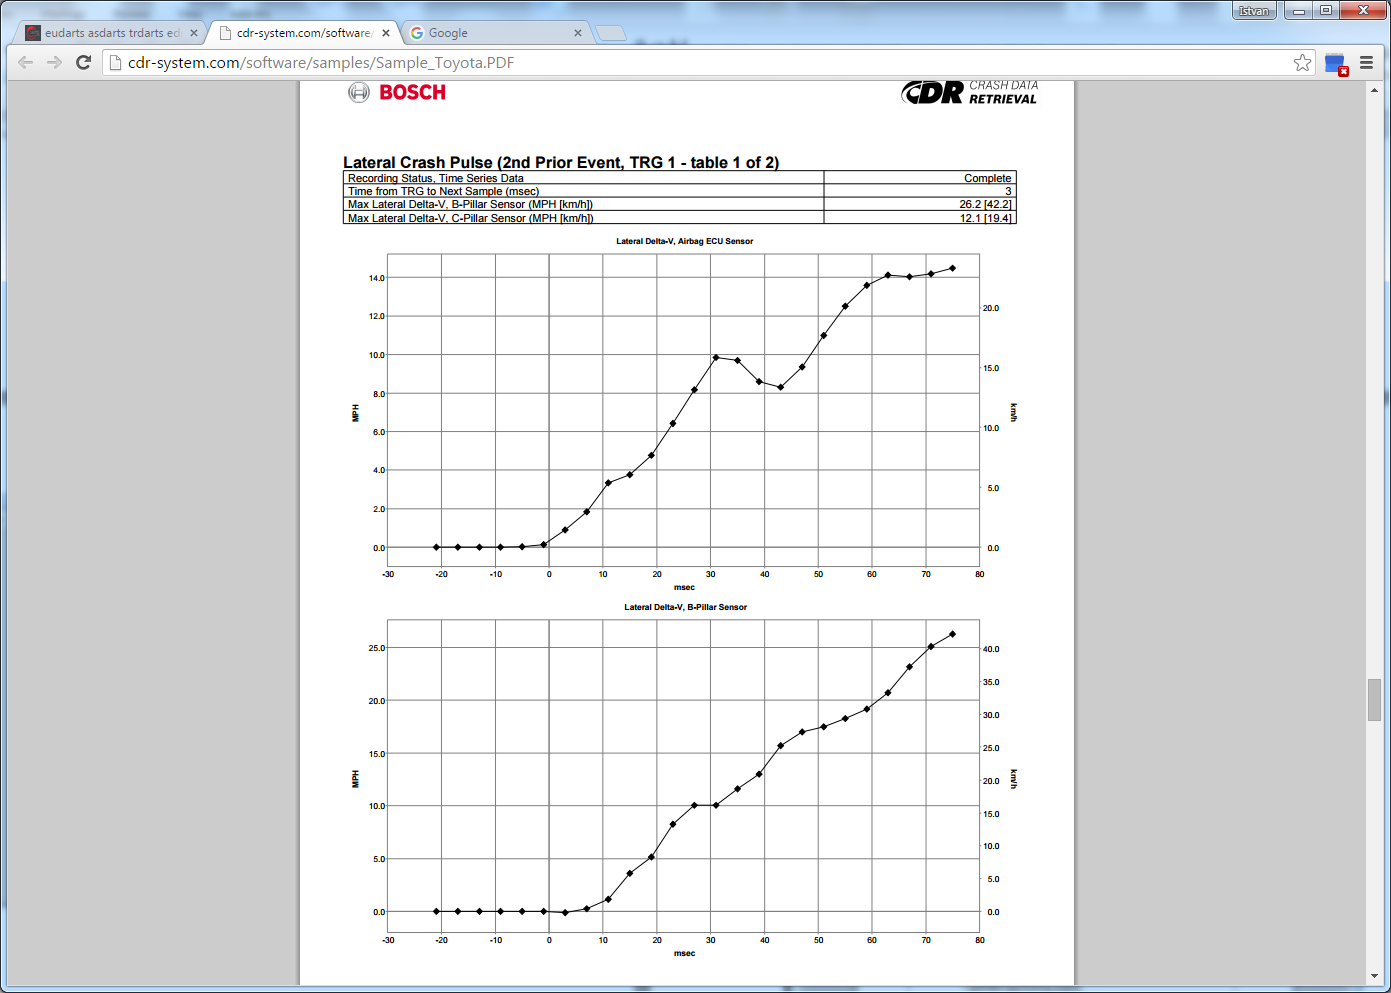 Istvan
eudarts asdarts trdarts ed
cdr-system.com/software/
Google
cdr-system.com/software/samples/Sample_Toyota.PDF
BOSCH
CDR CRASH DATA
RETRIEVAL
Lateral Crash Pulse (2nd Prior Event, TRG 1 - table 1 of 2)
Recording Status, Time Series Data Complete
Time from TRG to Next Sample (msec) 3
Max Lateral Delta-V, B-Pillar Sensor (MPH [km/h]) 26.2 [42.2]
Max Lateral Delta-V, C-Pillar Sensor (MPH [km/h]) 12.1 [19.4]
Lateral Delta-V, Airbag ECU Sensor
14.0
12.0
10.0
8.0
6.0
4.0
2.0
0.0
MPH
20.0
15.0
10.0
5.0
0.0
km/h
-30 -20 -10 0 10 20 30 40 50 60 70 80
msec
Lateral Delta-V, B-Pillar Sensor
25.0
20.0
15.0
10.0
5.0
0.0
MPH
40.0
35.0
30.0
25.0
20.0
15.0
10.0
5.0
0.0
km/h
-30 -20 -10 0 10 20 30 40 50 60 70 80
msec